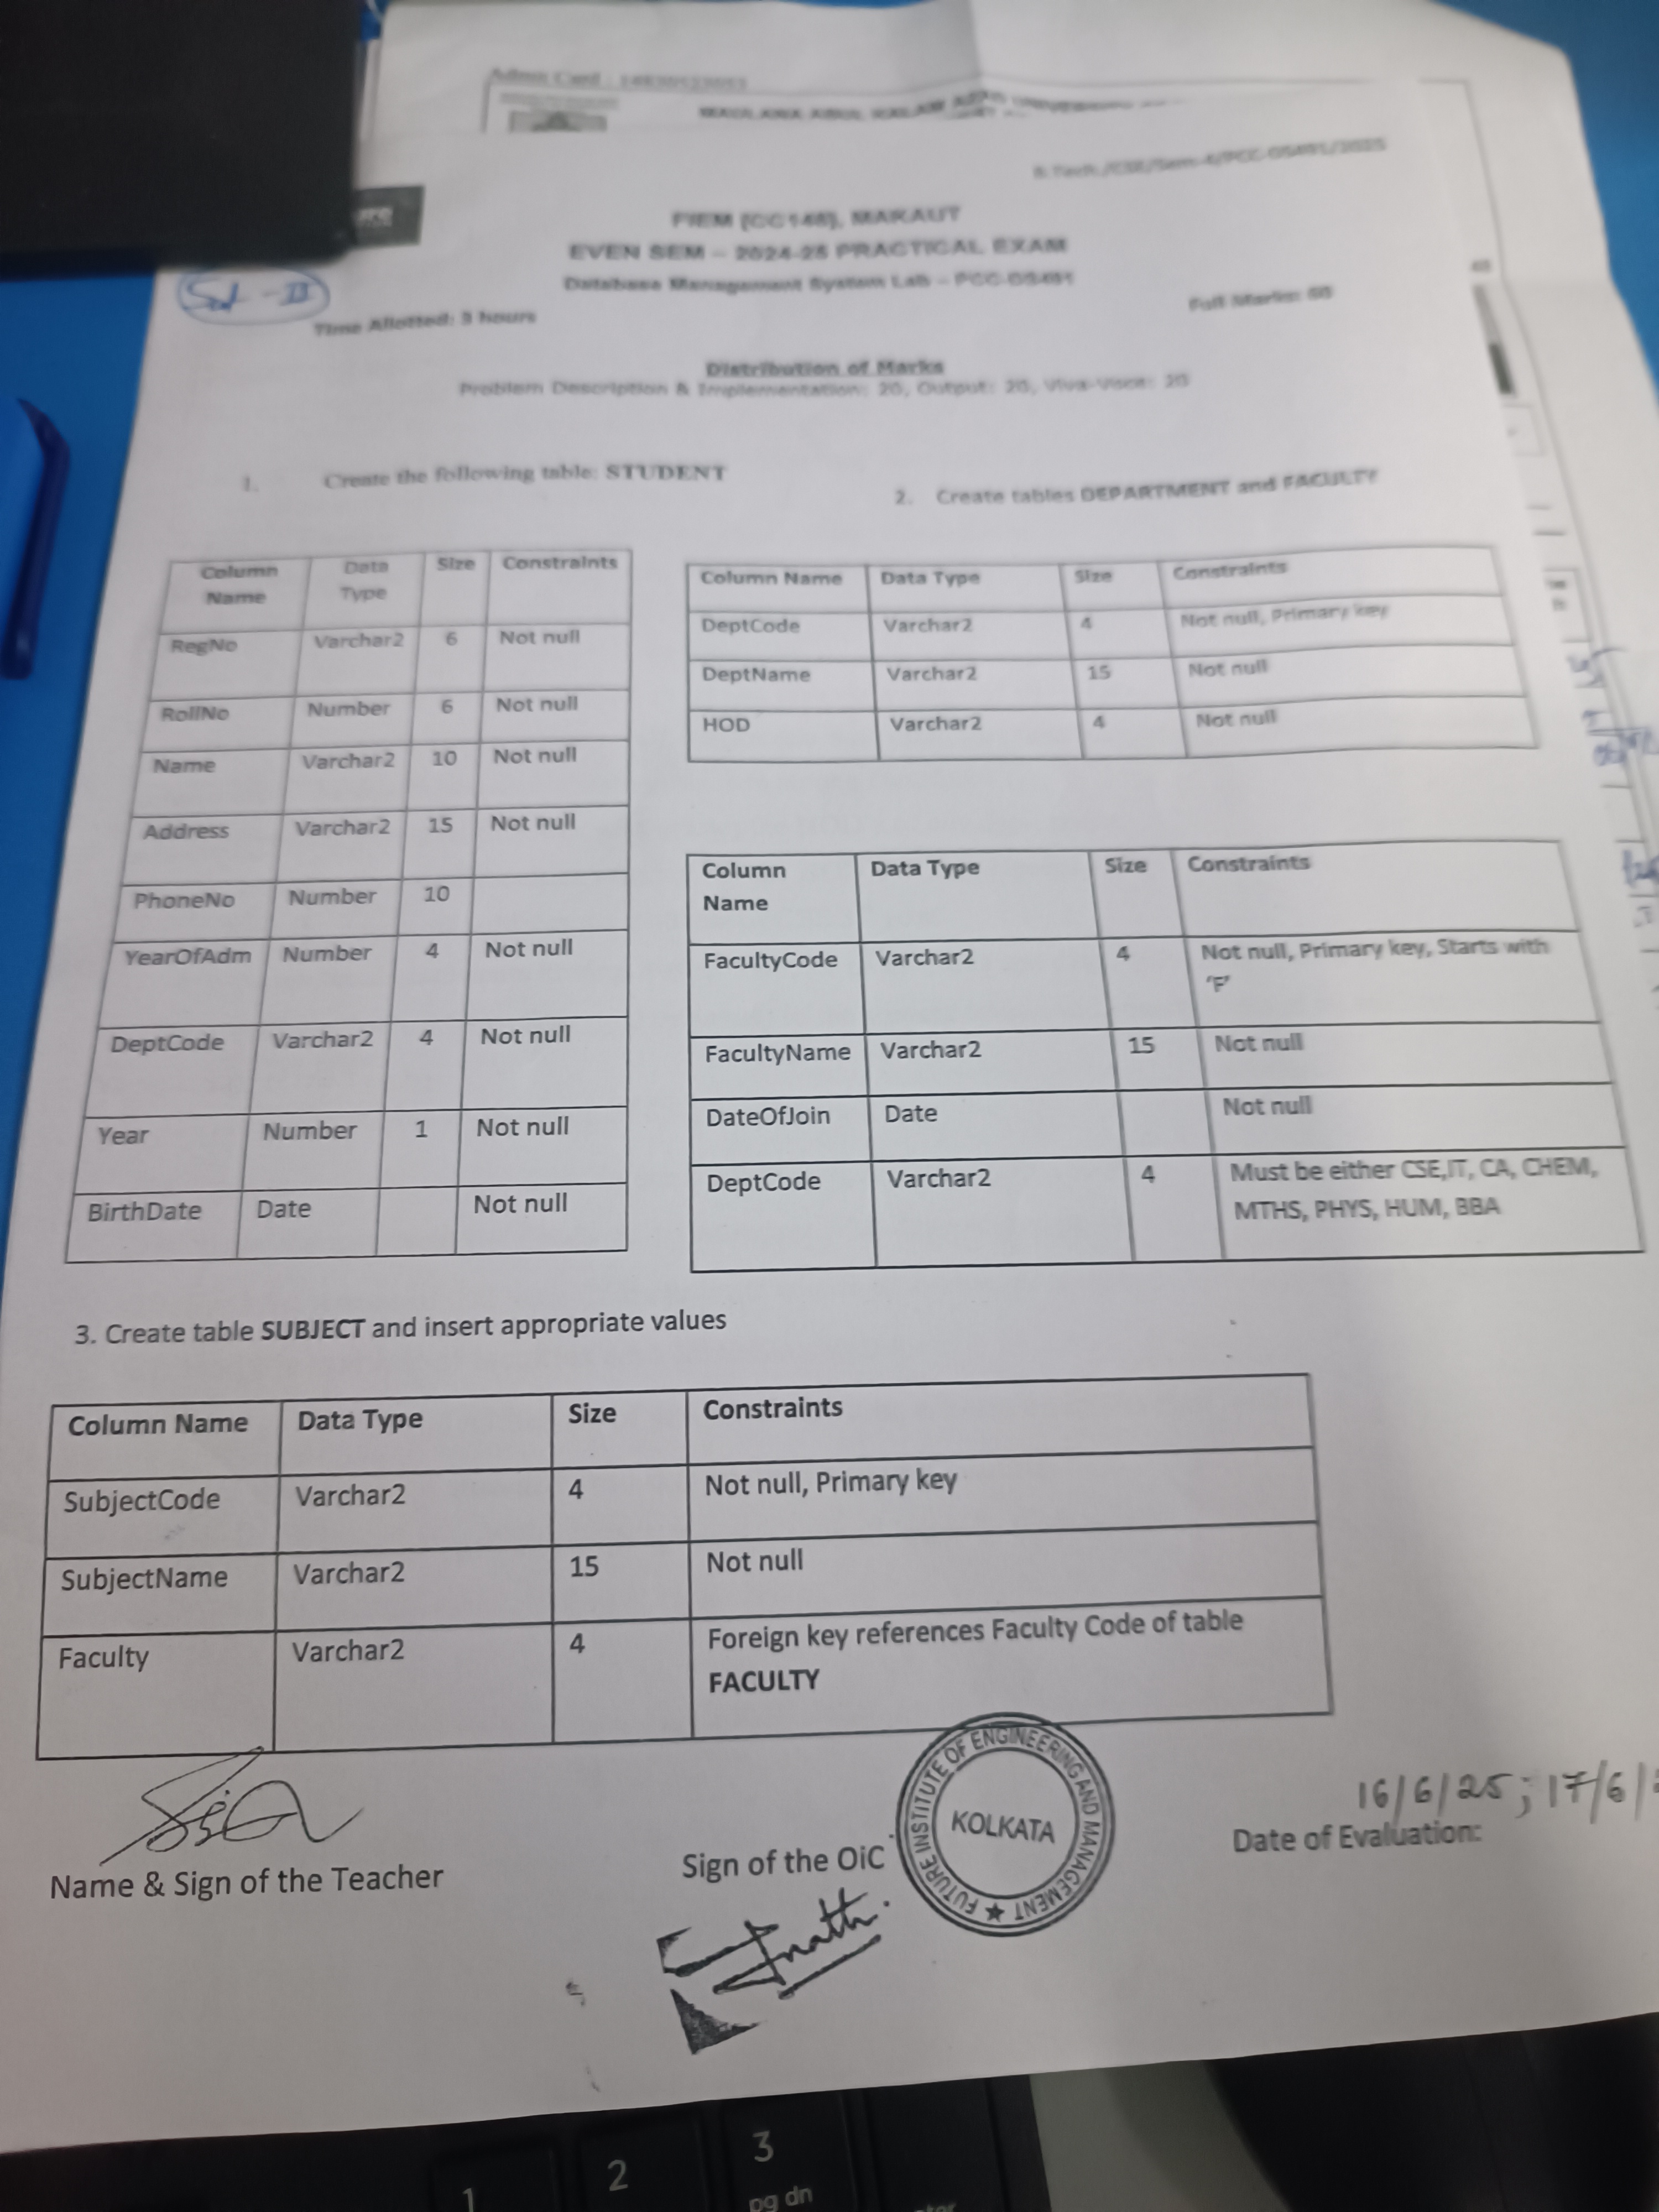 Admit Card :
B.Tech./CSE/Sem-4/PCC-CS491/2025
FIEM (CC148), MAKAUT
EVEN SEM – 2024-25 PRACTICAL EXAM
Database Management System Lab – PCC-CS491
Set - II
Time Allotted: 3 hours
Full Marks: 60
Distribution of Marks
Problem Description & Implementation: 20, Output: 20, Viva-Voce: 20
1. Create the following table: STUDENT
Column Name Data Type Size Constraints
RegNo Varchar2 6 Not null
RollNo Number 6 Not null
Name Varchar2 10 Not null
Address Varchar2 15 Not null
PhoneNo Number 10
YearOfAdm Number 4 Not null
DeptCode Varchar2 4 Not null
Year Number 1 Not null
BirthDate Date Not null
2. Create tables DEPARTMENT and FACULTY
Column Name Data Type Size Constraints
DeptCode Varchar2 4 Not null, Primary key
DeptName Varchar2 15 Not null
HOD Varchar2 4 Not null
Column Name Data Type Size Constraints
FacultyCode Varchar2 4 Not null, Primary key, Starts with
'F'
FacultyName Varchar2 15 Not null
DateOfJoin Date Not null
DeptCode Varchar2 4 Must be either CSE,IT, CA, CHEM,
MTHS, PHYS, HUM, BBA
3. Create table SUBJECT and insert appropriate values
Column Name Data Type Size Constraints
SubjectCode Varchar2 4 Not null, Primary key
SubjectName Varchar2 15 Not null
Faculty Varchar2 4 Foreign key references Faculty Code of table
FACULTY
Name & Sign of the Teacher
Sign of the OiC
FUTURE INSTITUTE OF ENGINEERING AND MANAGEMENT
KOLKATA
16/6/25; 17/6/
Date of Evaluation:
1
2
3
pg dn